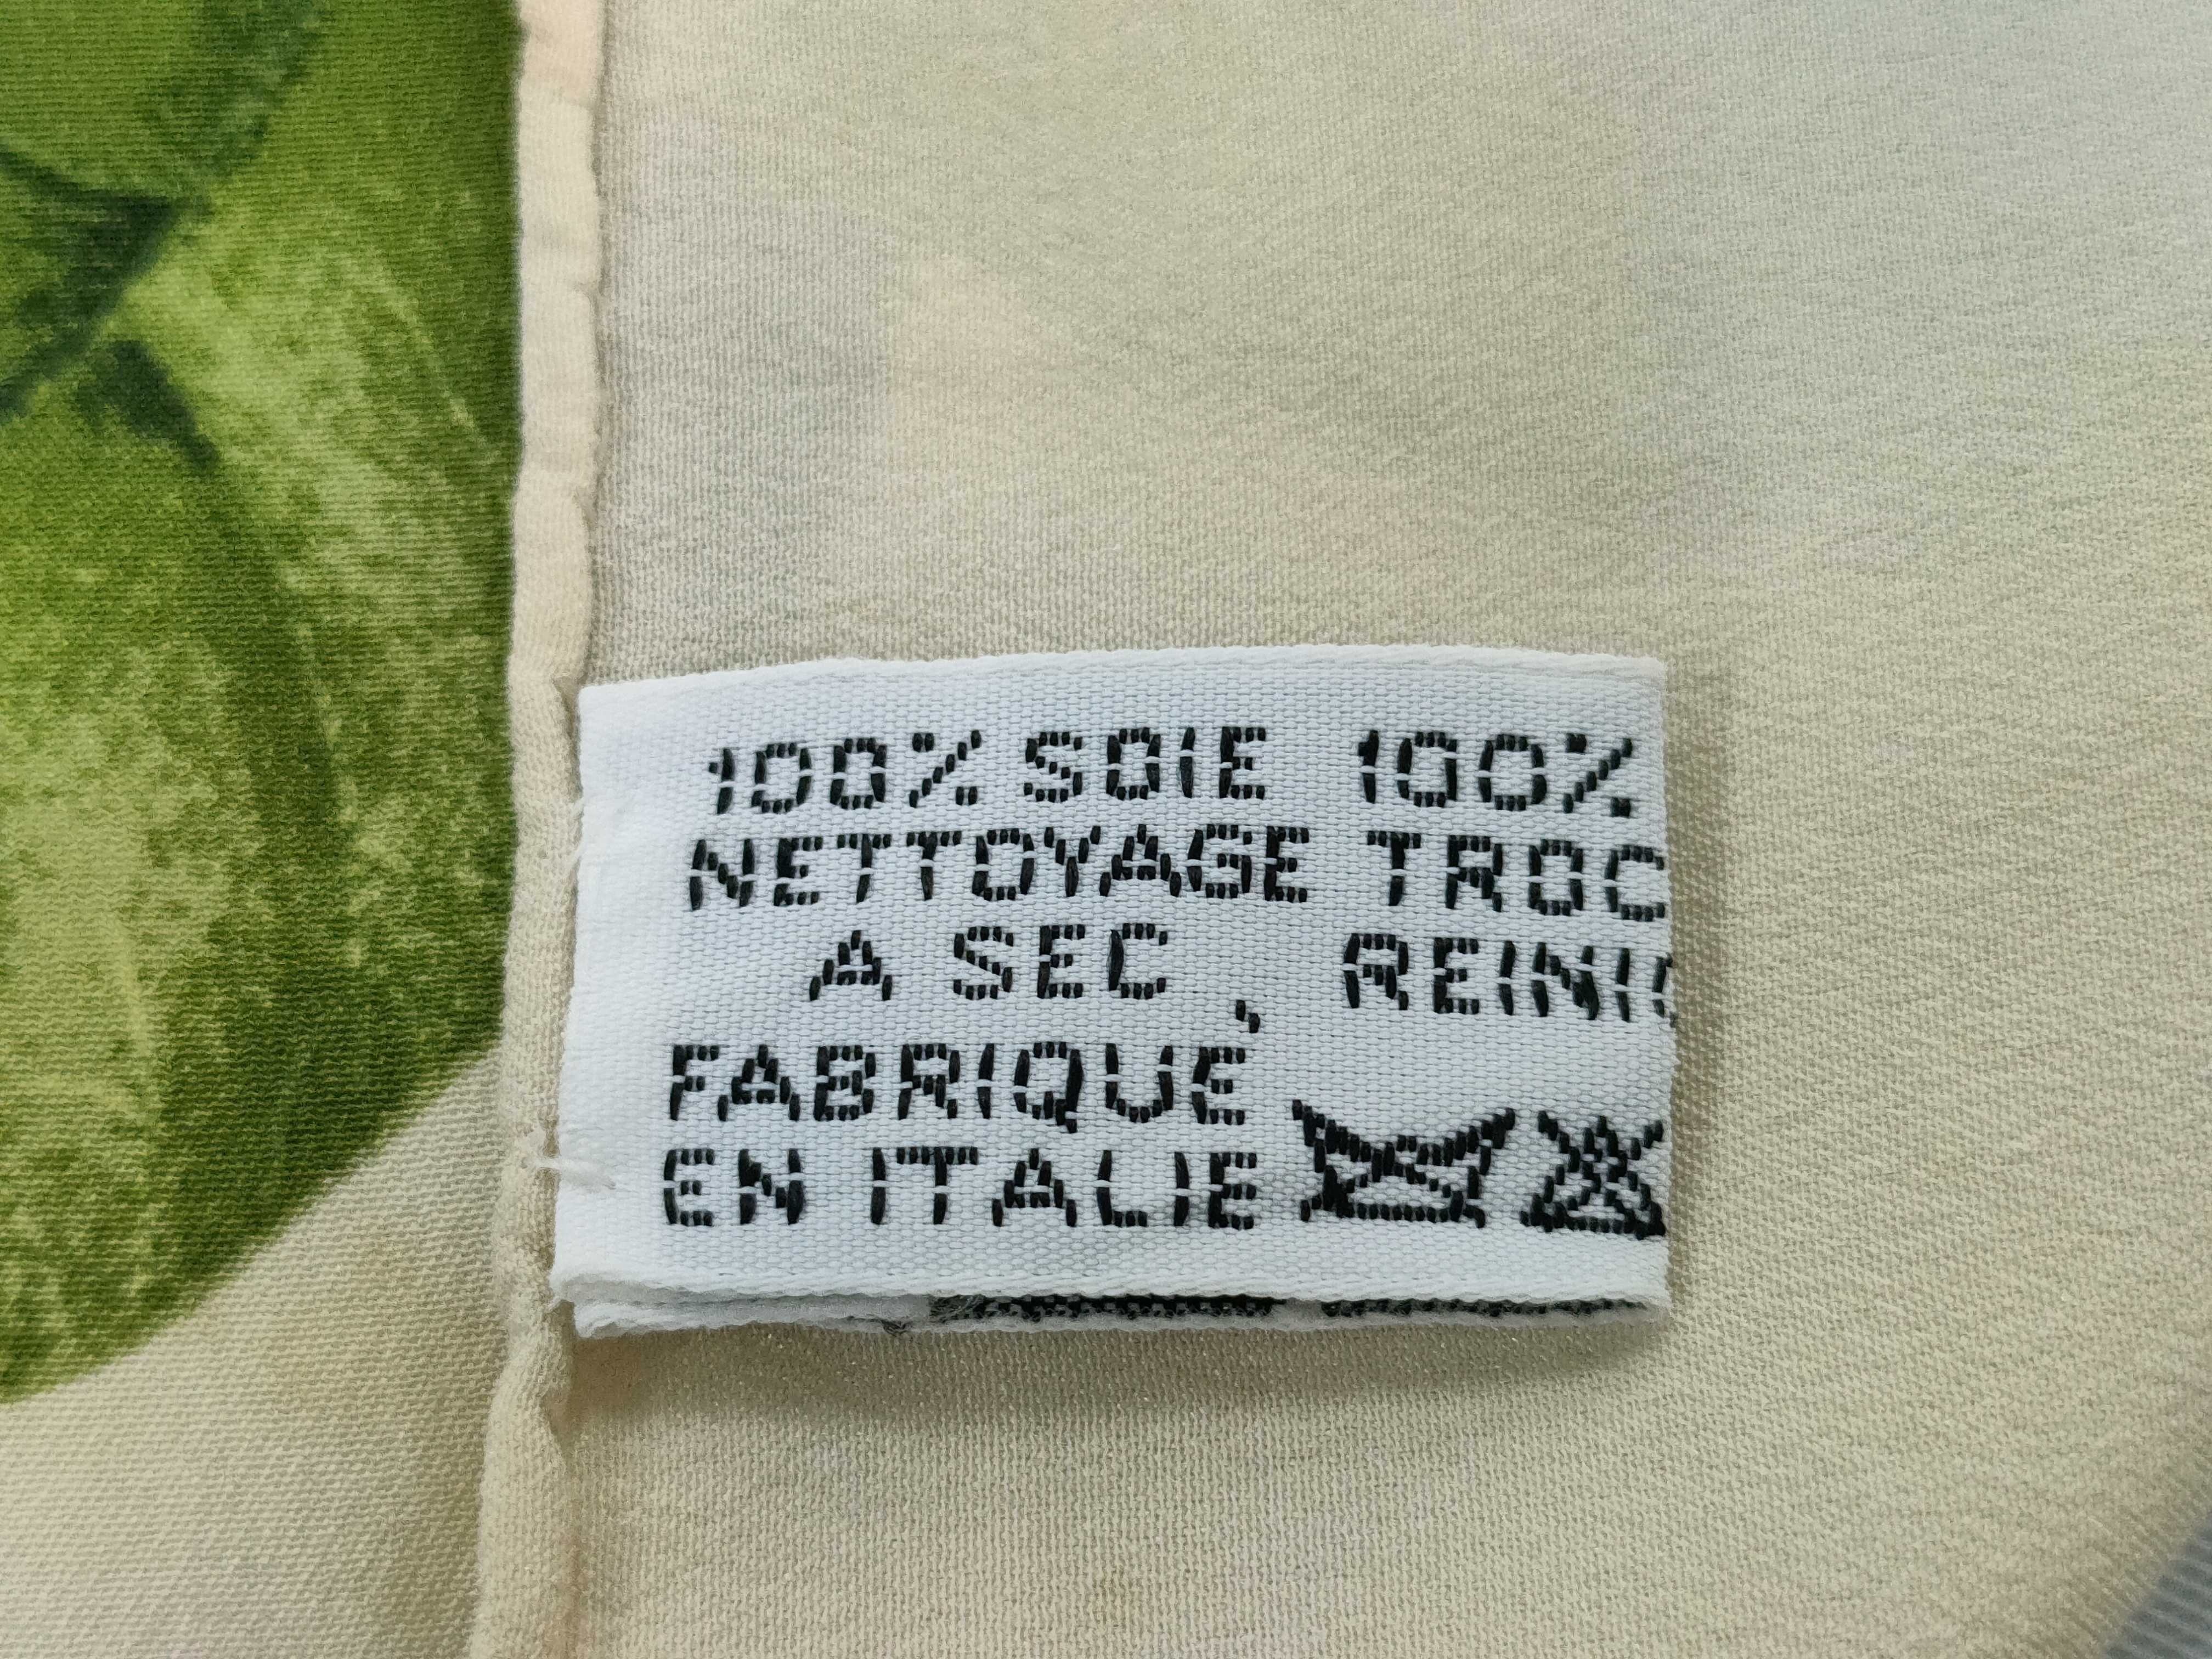 100% SOIE 100%
NETTOYAGE TROC
A SEC REINI
FABRIQUÉ
EN ITALIE